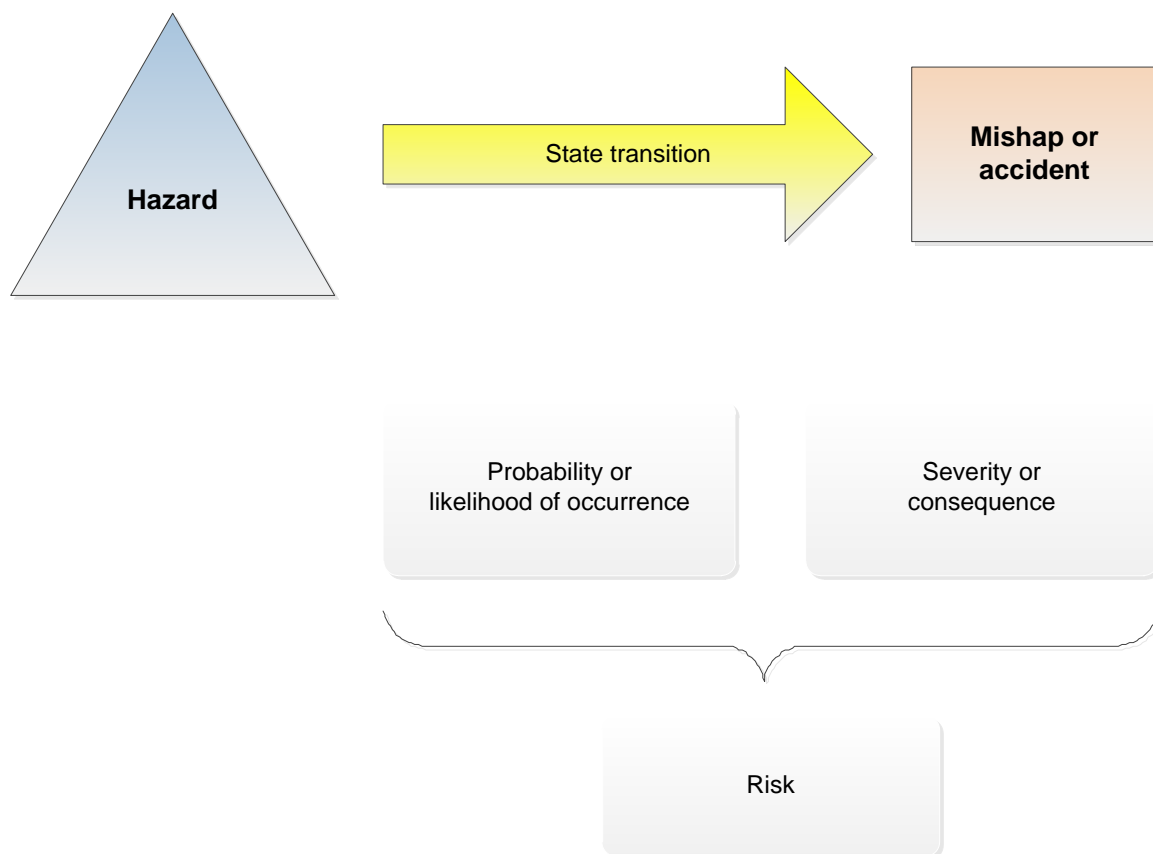 Hazard
State transition
Mishap or
accident
Probability or
likelihood of occurrence
Severity or
consequence
Risk